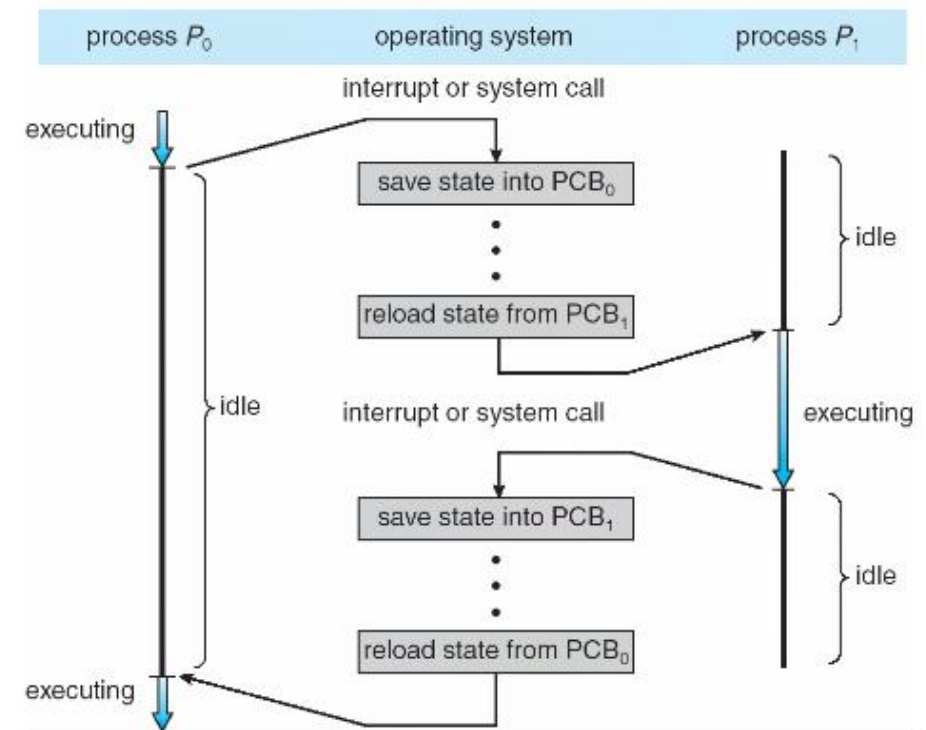 process P₀ operating system process P₁
interrupt or system call
executing
save state into PCB₀
idle
reload state from PCB₁
idle
interrupt or system call
executing
save state into PCB₁
idle
reload state from PCB₀
executing